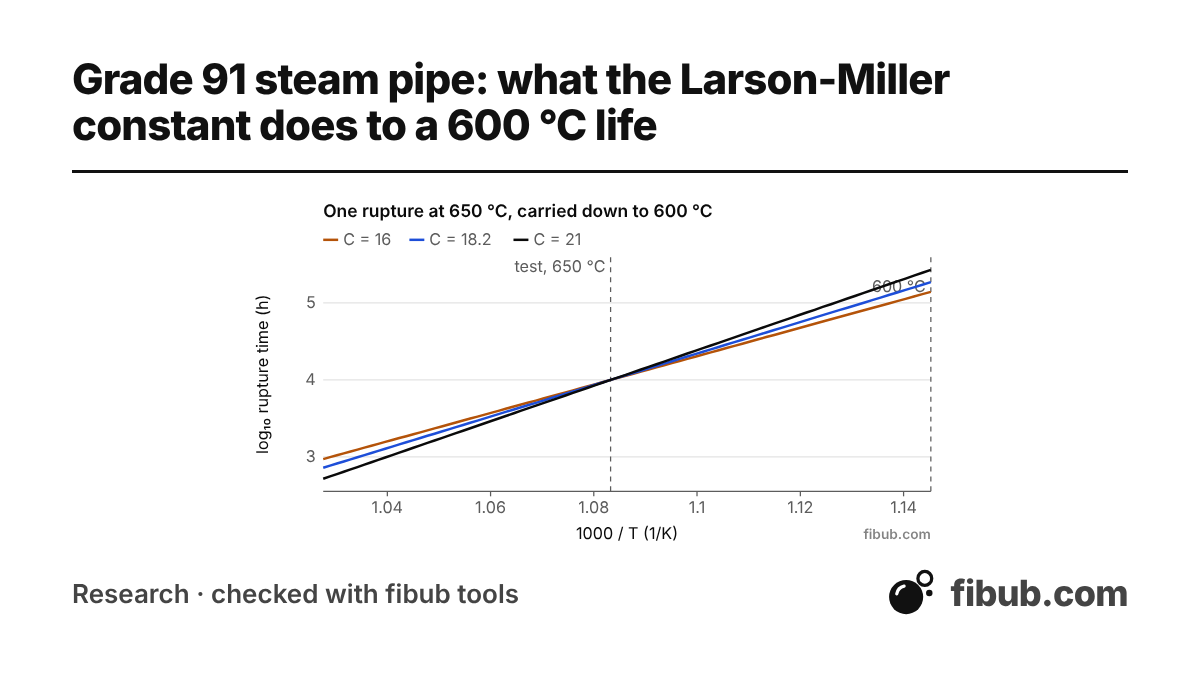 Grade 91 steam pipe: what the Larson-Miller
constant does to a 600 °C life
One rupture at 650 °C, carried down to 600 °C
C = 16 C = 18.2 C = 21
test, 650 °C
600 °C
log₁₀ rupture time (h)
5
4
3
1.04 1.06 1.08 1.1 1.12 1.14
1000 / T (1/K)
fibub.com
Research · checked with fibub tools
fibub.com